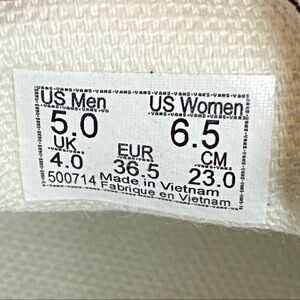 US Men US Women
5.0 6.5
UK EUR CM
4.0 36.5 23.0
500714 Made in Vietnam
Fabrique en Vietnam